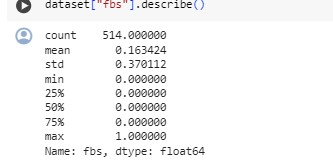 dataset["fbs"].describe()
count 514.000000
mean 0.163424
std 0.370112
min 0.000000
25% 0.000000
50% 0.000000
75% 0.000000
max 1.000000
Name: fbs, dtype: float64